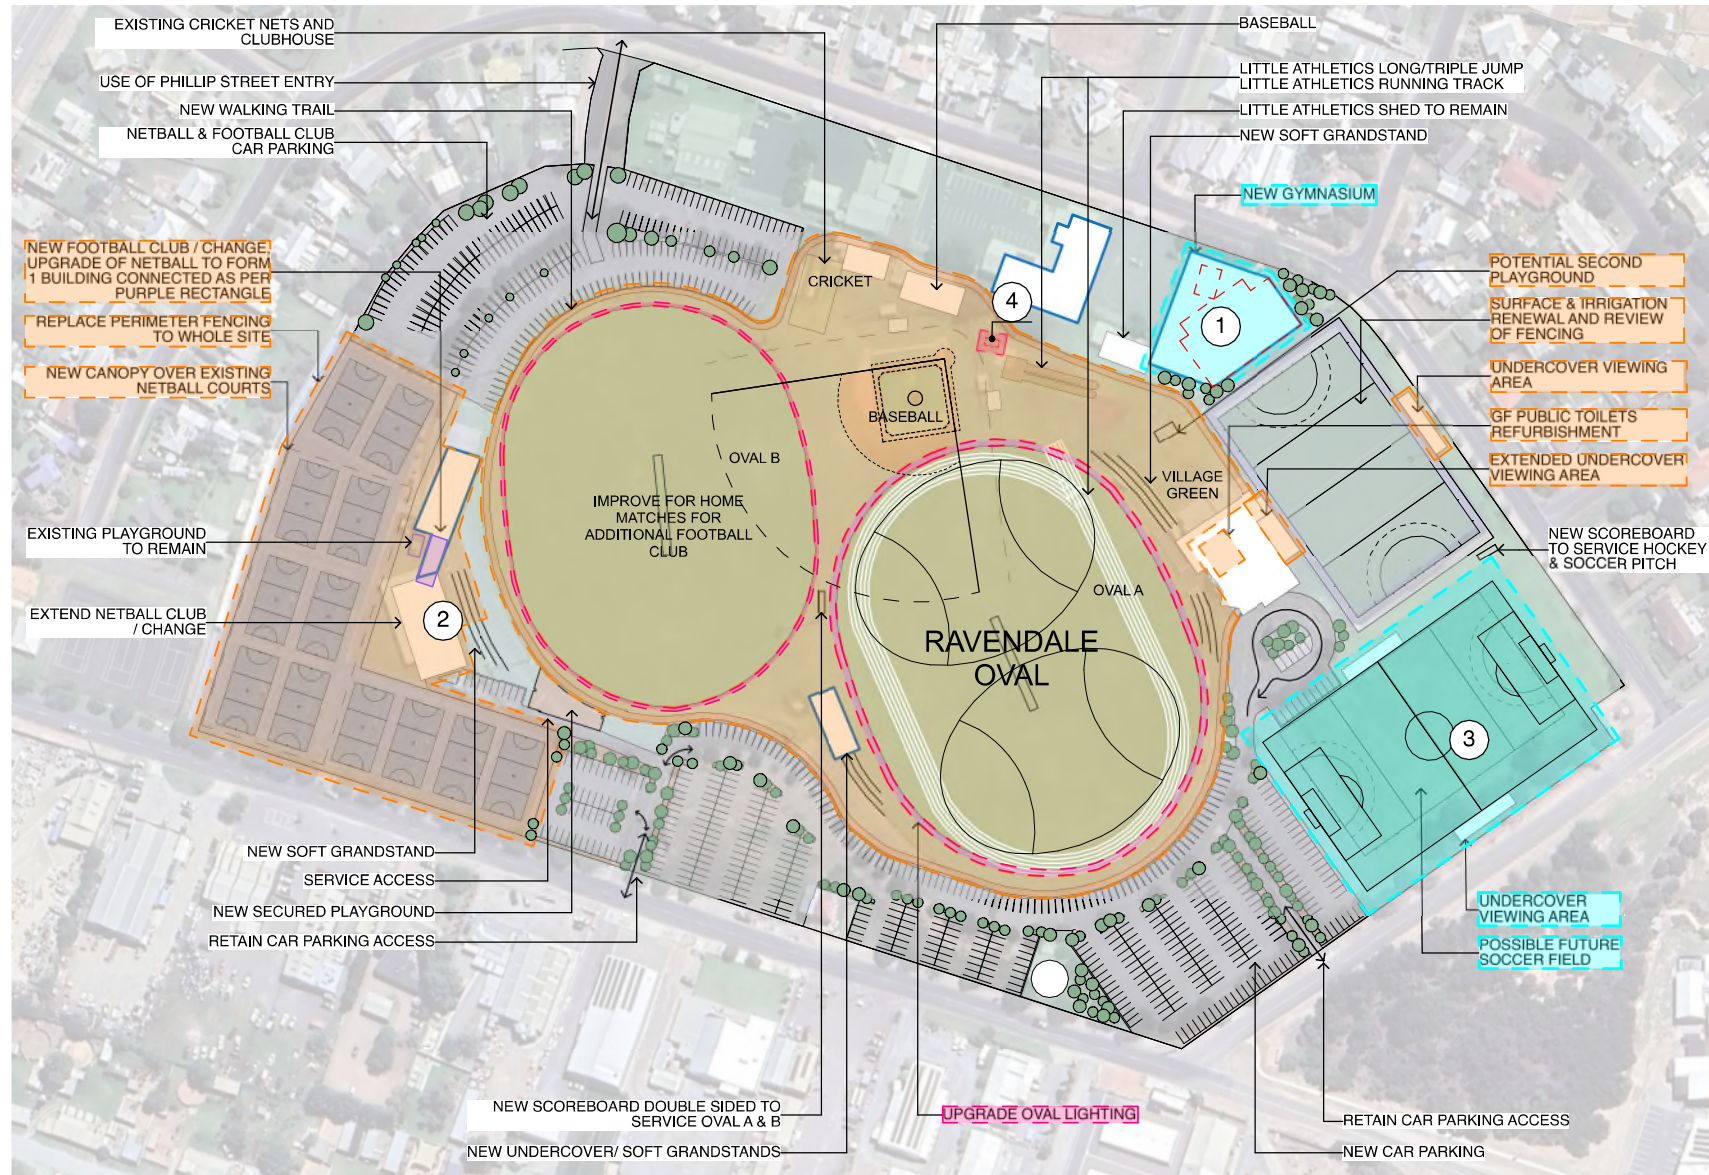 EXISTING CRICKET NETS AND
CLUBHOUSE
USE OF PHILLIP STREET ENTRY
NEW WALKING TRAIL
NETBALL & FOOTBALL CLUB
CAR PARKING
NEW FOOTBALL CLUB / CHANGE
UPGRADE OF NETBALL TO FORM
1 BUILDING CONNECTED AS PER
PURPLE RECTANGLE
REPLACE PERIMETER FENCING
TO WHOLE SITE
NEW CANOPY OVER EXISTING
NETBALL COURTS
EXISTING PLAYGROUND
TO REMAIN
EXTEND NETBALL CLUB
/ CHANGE
NEW SOFT GRANDSTAND
SERVICE ACCESS
NEW SECURED PLAYGROUND
RETAIN CAR PARKING ACCESS
NEW SCOREBOARD DOUBLE SIDED TO
SERVICE OVAL A & B
NEW UNDERCOVER/ SOFT GRANDSTANDS
UPGRADE OVAL LIGHTING
BASEBALL
LITTLE ATHLETICS LONG/TRIPLE JUMP
LITTLE ATHLETICS RUNNING TRACK
LITTLE ATHLETICS SHED TO REMAIN
NEW SOFT GRANDSTAND
NEW GYMNASIUM
POTENTIAL SECOND
PLAYGROUND
SURFACE & IRRIGATION
RENEWAL AND REVIEW
OF FENCING
UNDERCOVER VIEWING
AREA
GF PUBLIC TOILETS
REFURBISHMENT
EXTENDED UNDERCOVER
VIEWING AREA
NEW SCOREBOARD
TO SERVICE HOCKEY
& SOCCER PITCH
UNDERCOVER
VIEWING AREA
POSSIBLE FUTURE
SOCCER FIELD
RETAIN CAR PARKING ACCESS
NEW CAR PARKING
CRICKET
4
1
BASEBALL
OVAL B
IMPROVE FOR HOME
MATCHES FOR
ADDITIONAL FOOTBALL
CLUB
VILLAGE
GREEN
OVAL A
RAVENDALE
OVAL
2
3